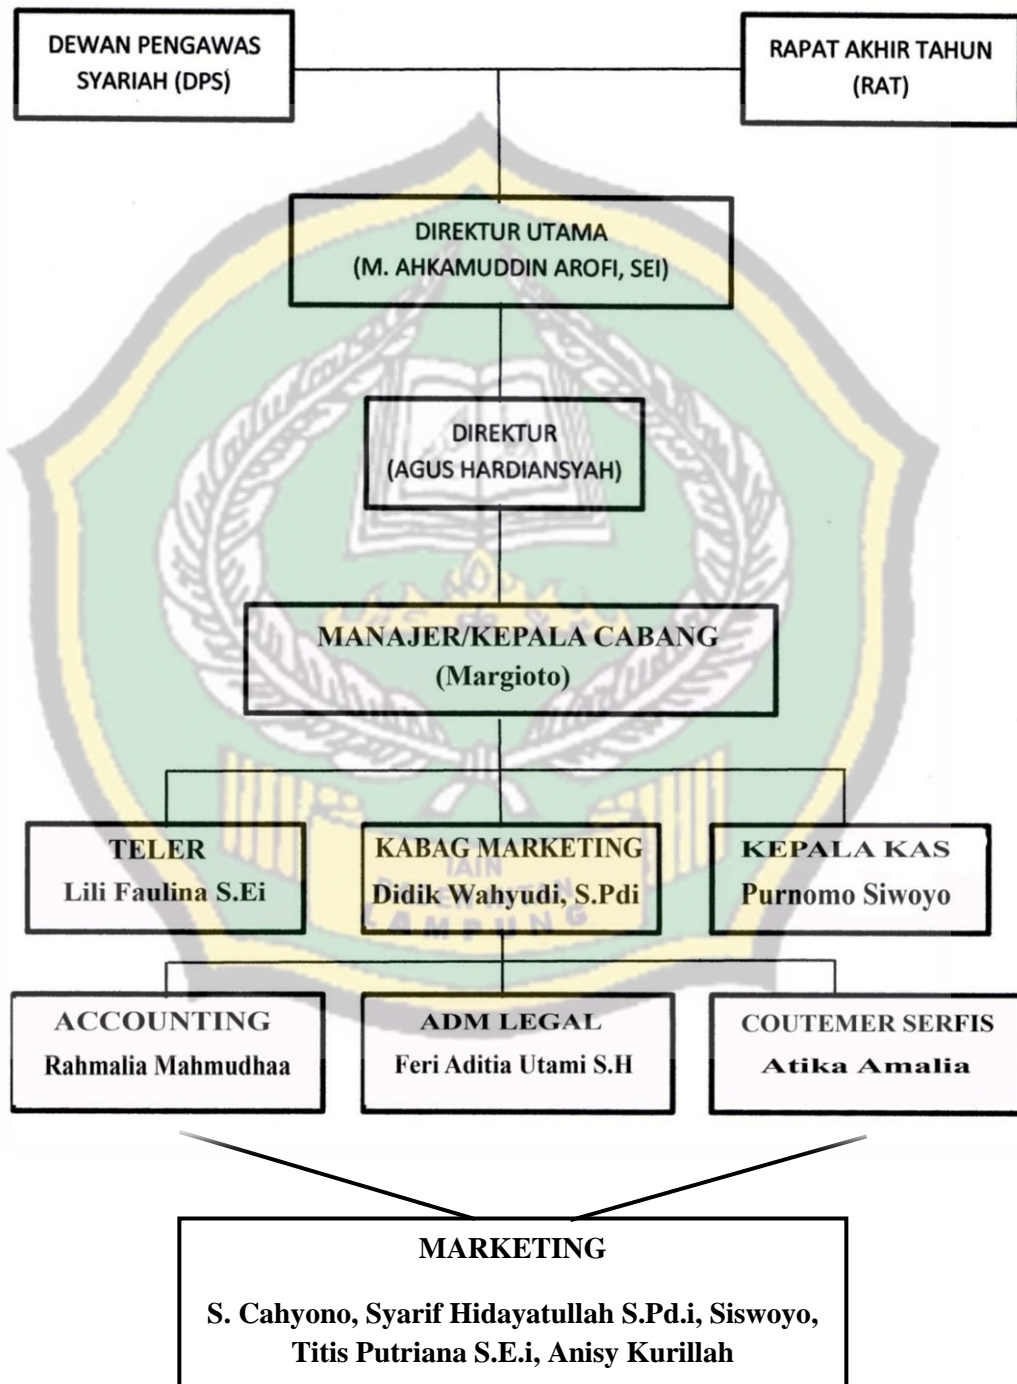 DEWAN PENGAWAS
SYARIAH (DPS)
RAPAT AKHIR TAHUN
(RAT)
DIREKTUR UTAMA
(M. AHKAMUDDIN AROFI, SEI)
DIREKTUR
(AGUS HARDIANSYAH)
MANAJER/KEPALA CABANG
(Margioto)
TELER
Lili Faulina S.Ei
KABAG MARKETING
Didik Wahyudi, S.Pdi
KEPALA KAS
Purnomo Siwoyo
IAIN
LAMPUNG
ACCOUNTING
Rahmalia Mahmudhaa
ADM LEGAL
Feri Aditia Utami S.H
COUTEMER SERFIS
Atika Amalia
MARKETING
S. Cahyono, Syarif Hidayatullah S.Pd.i, Siswoyo,
Titis Putriana S.E.i, Anisy Kurillah